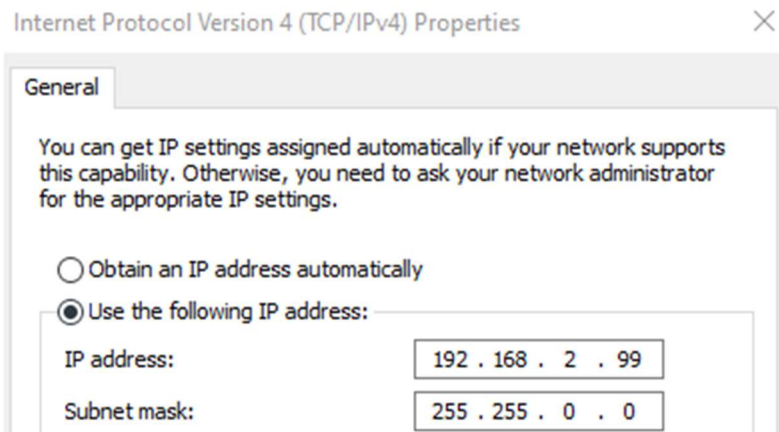 Internet Protocol Version 4 (TCP/IPv4) Properties
General
You can get IP settings assigned automatically if your network supports
this capability. Otherwise, you need to ask your network administrator
for the appropriate IP settings.
Obtain an IP address automatically
Use the following IP address:
IP address: 192 . 168 . 2 . 99
Subnet mask: 255 . 255 . 0 . 0